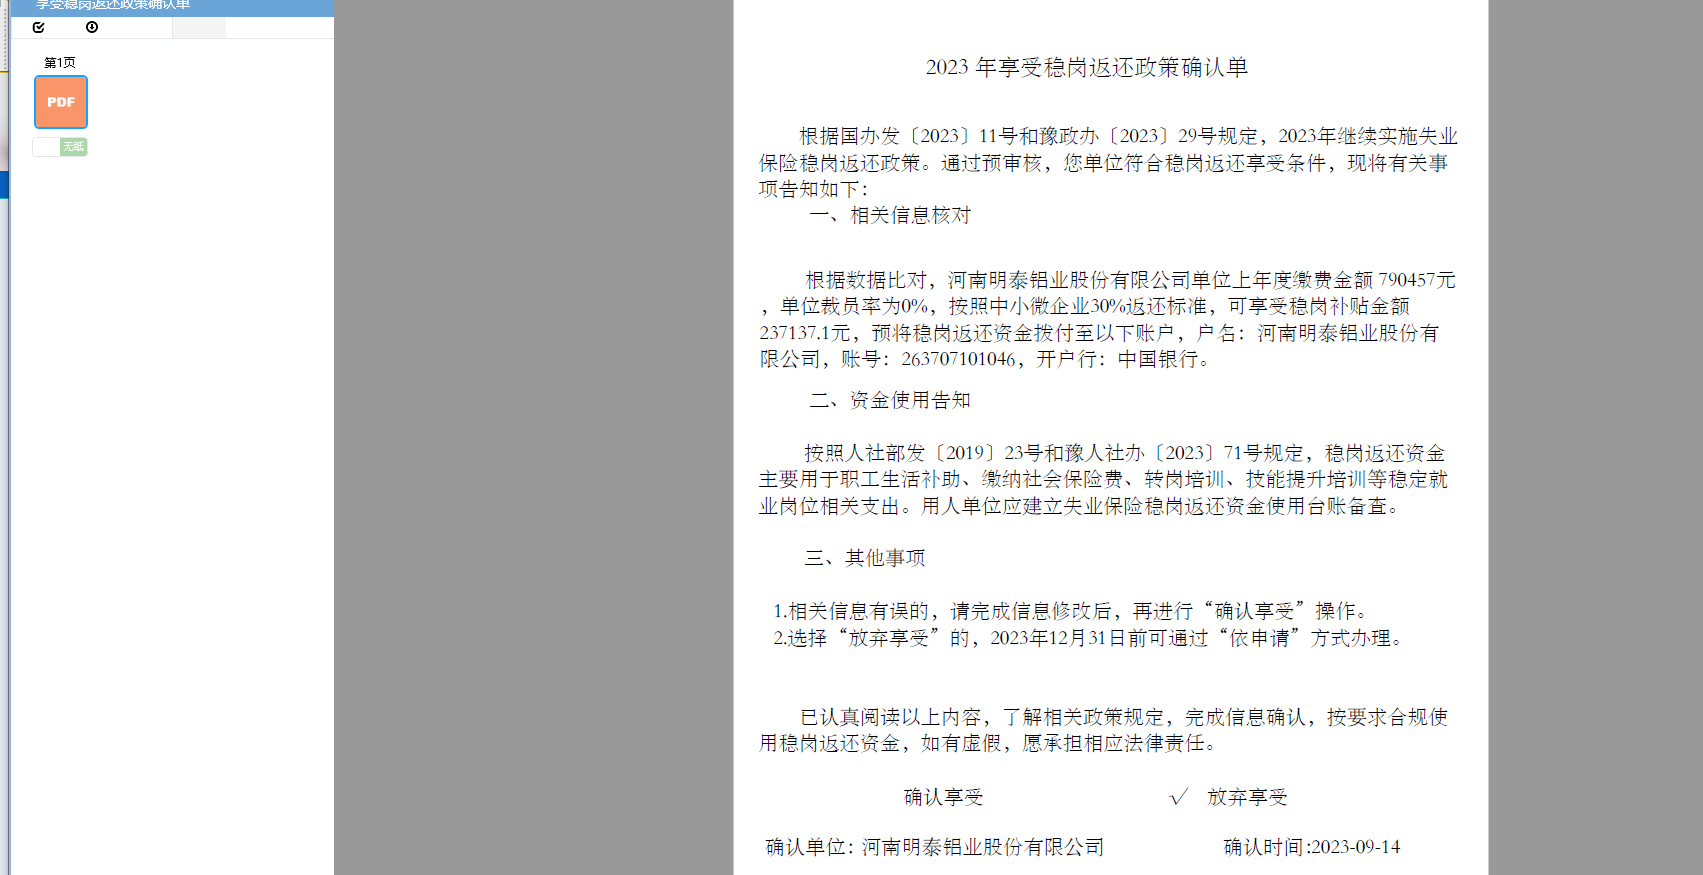 享受稳岗返还政策确认单
第1页
PDF
无纸
2023 年享受稳岗返还政策确认单
根据国办发〔2023〕11号和豫政办〔2023〕29号规定，2023年继续实施失业
保险稳岗返还政策。通过预审核，您单位符合稳岗返还享受条件，现将有关事
项告知如下：
一、相关信息核对
根据数据比对，河南明泰铝业股份有限公司单位上年度缴费金额 790457元
，单位裁员率为0%，按照中小微企业30%返还标准，可享受稳岗补贴金额
237137.1元，预将稳岗返还资金拨付至以下账户，户名：河南明泰铝业股份有
限公司，账号：263707101046，开户行：中国银行。
二、资金使用告知
按照人社部发〔2019〕23号和豫人社办〔2023〕71号规定，稳岗返还资金
主要用于职工生活补助、缴纳社会保险费、转岗培训、技能提升培训等稳定就
业岗位相关支出。用人单位应建立失业保险稳岗返还资金使用台账备查。
三、其他事项
1.相关信息有误的，请完成信息修改后，再进行“确认享受”操作。
2.选择“放弃享受”的，2023年12月31日前可通过“依申请”方式办理。
已认真阅读以上内容，了解相关政策规定，完成信息确认，按要求合规使
用稳岗返还资金，如有虚假，愿承担相应法律责任。
确认享受 √ 放弃享受
确认单位：河南明泰铝业股份有限公司 确认时间:2023-09-14